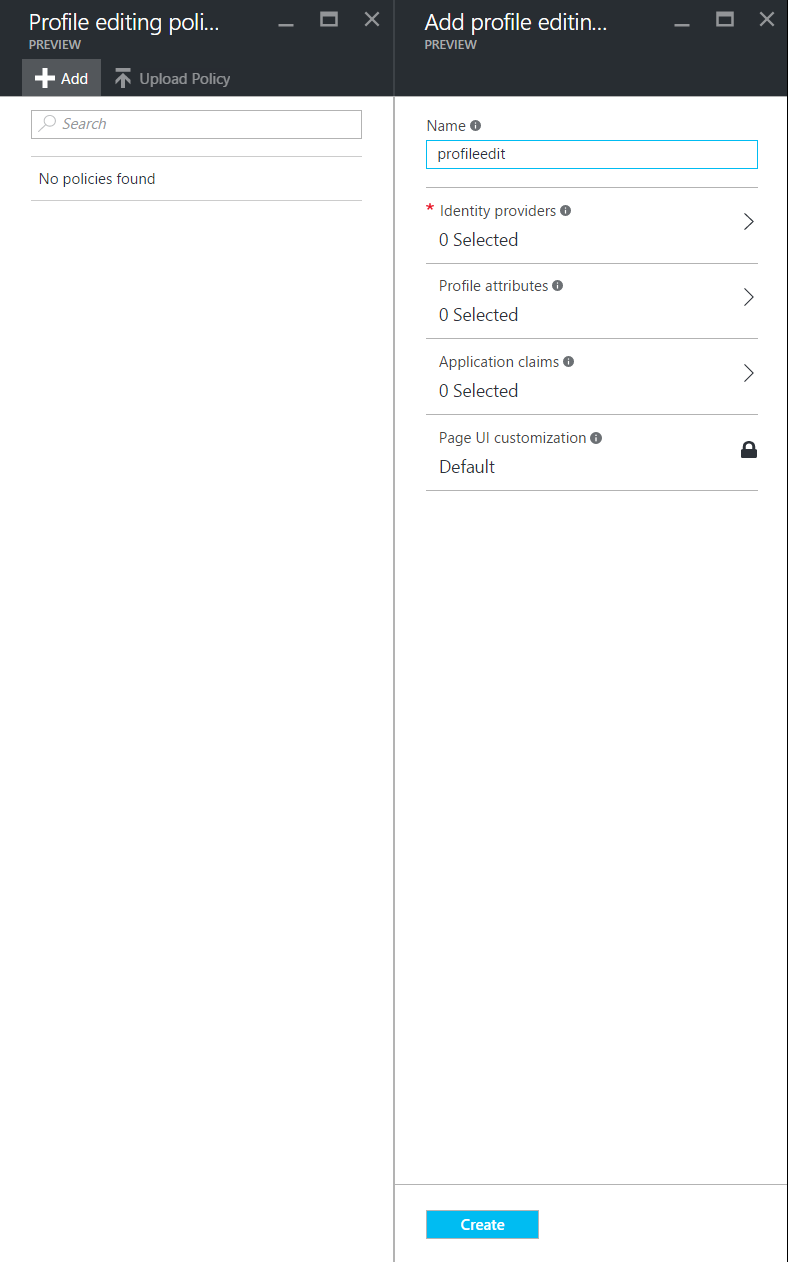 Profile editing poli...
PREVIEW
Add
Upload Policy
Search
No policies found
Add profile editin...
PREVIEW
Name
profileedit
* Identity providers
0 Selected
Profile attributes
0 Selected
Application claims
0 Selected
Page UI customization
Default
Create